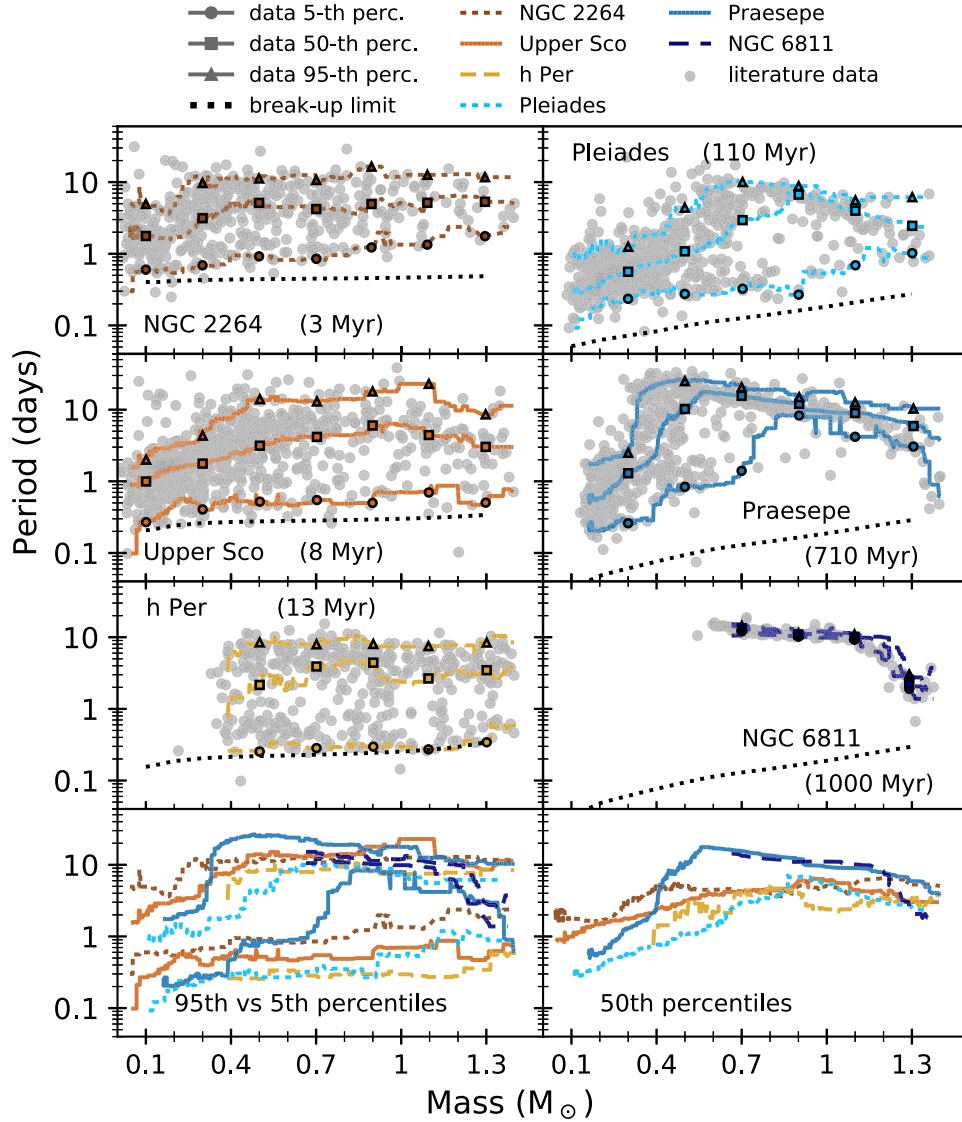 data 5-th perc.
data 50-th perc.
data 95-th perc.
break-up limit
NGC 2264
Upper Sco
h Per
Pleiades
Praesepe
NGC 6811
literature data
10
1
0.1
NGC 2264 (3 Myr)
Pleiades (110 Myr)
10
1
0.1
Upper Sco (8 Myr)
Praesepe
(710 Myr)
10
1
0.1
h Per (13 Myr)
NGC 6811
(1000 Myr)
10
1
0.1
95th vs 5th percentiles
50th percentiles
0.1 0.4 0.7 1 1.3
0.1 0.4 0.7 1 1.3
Period (days)
Mass (M⊙)